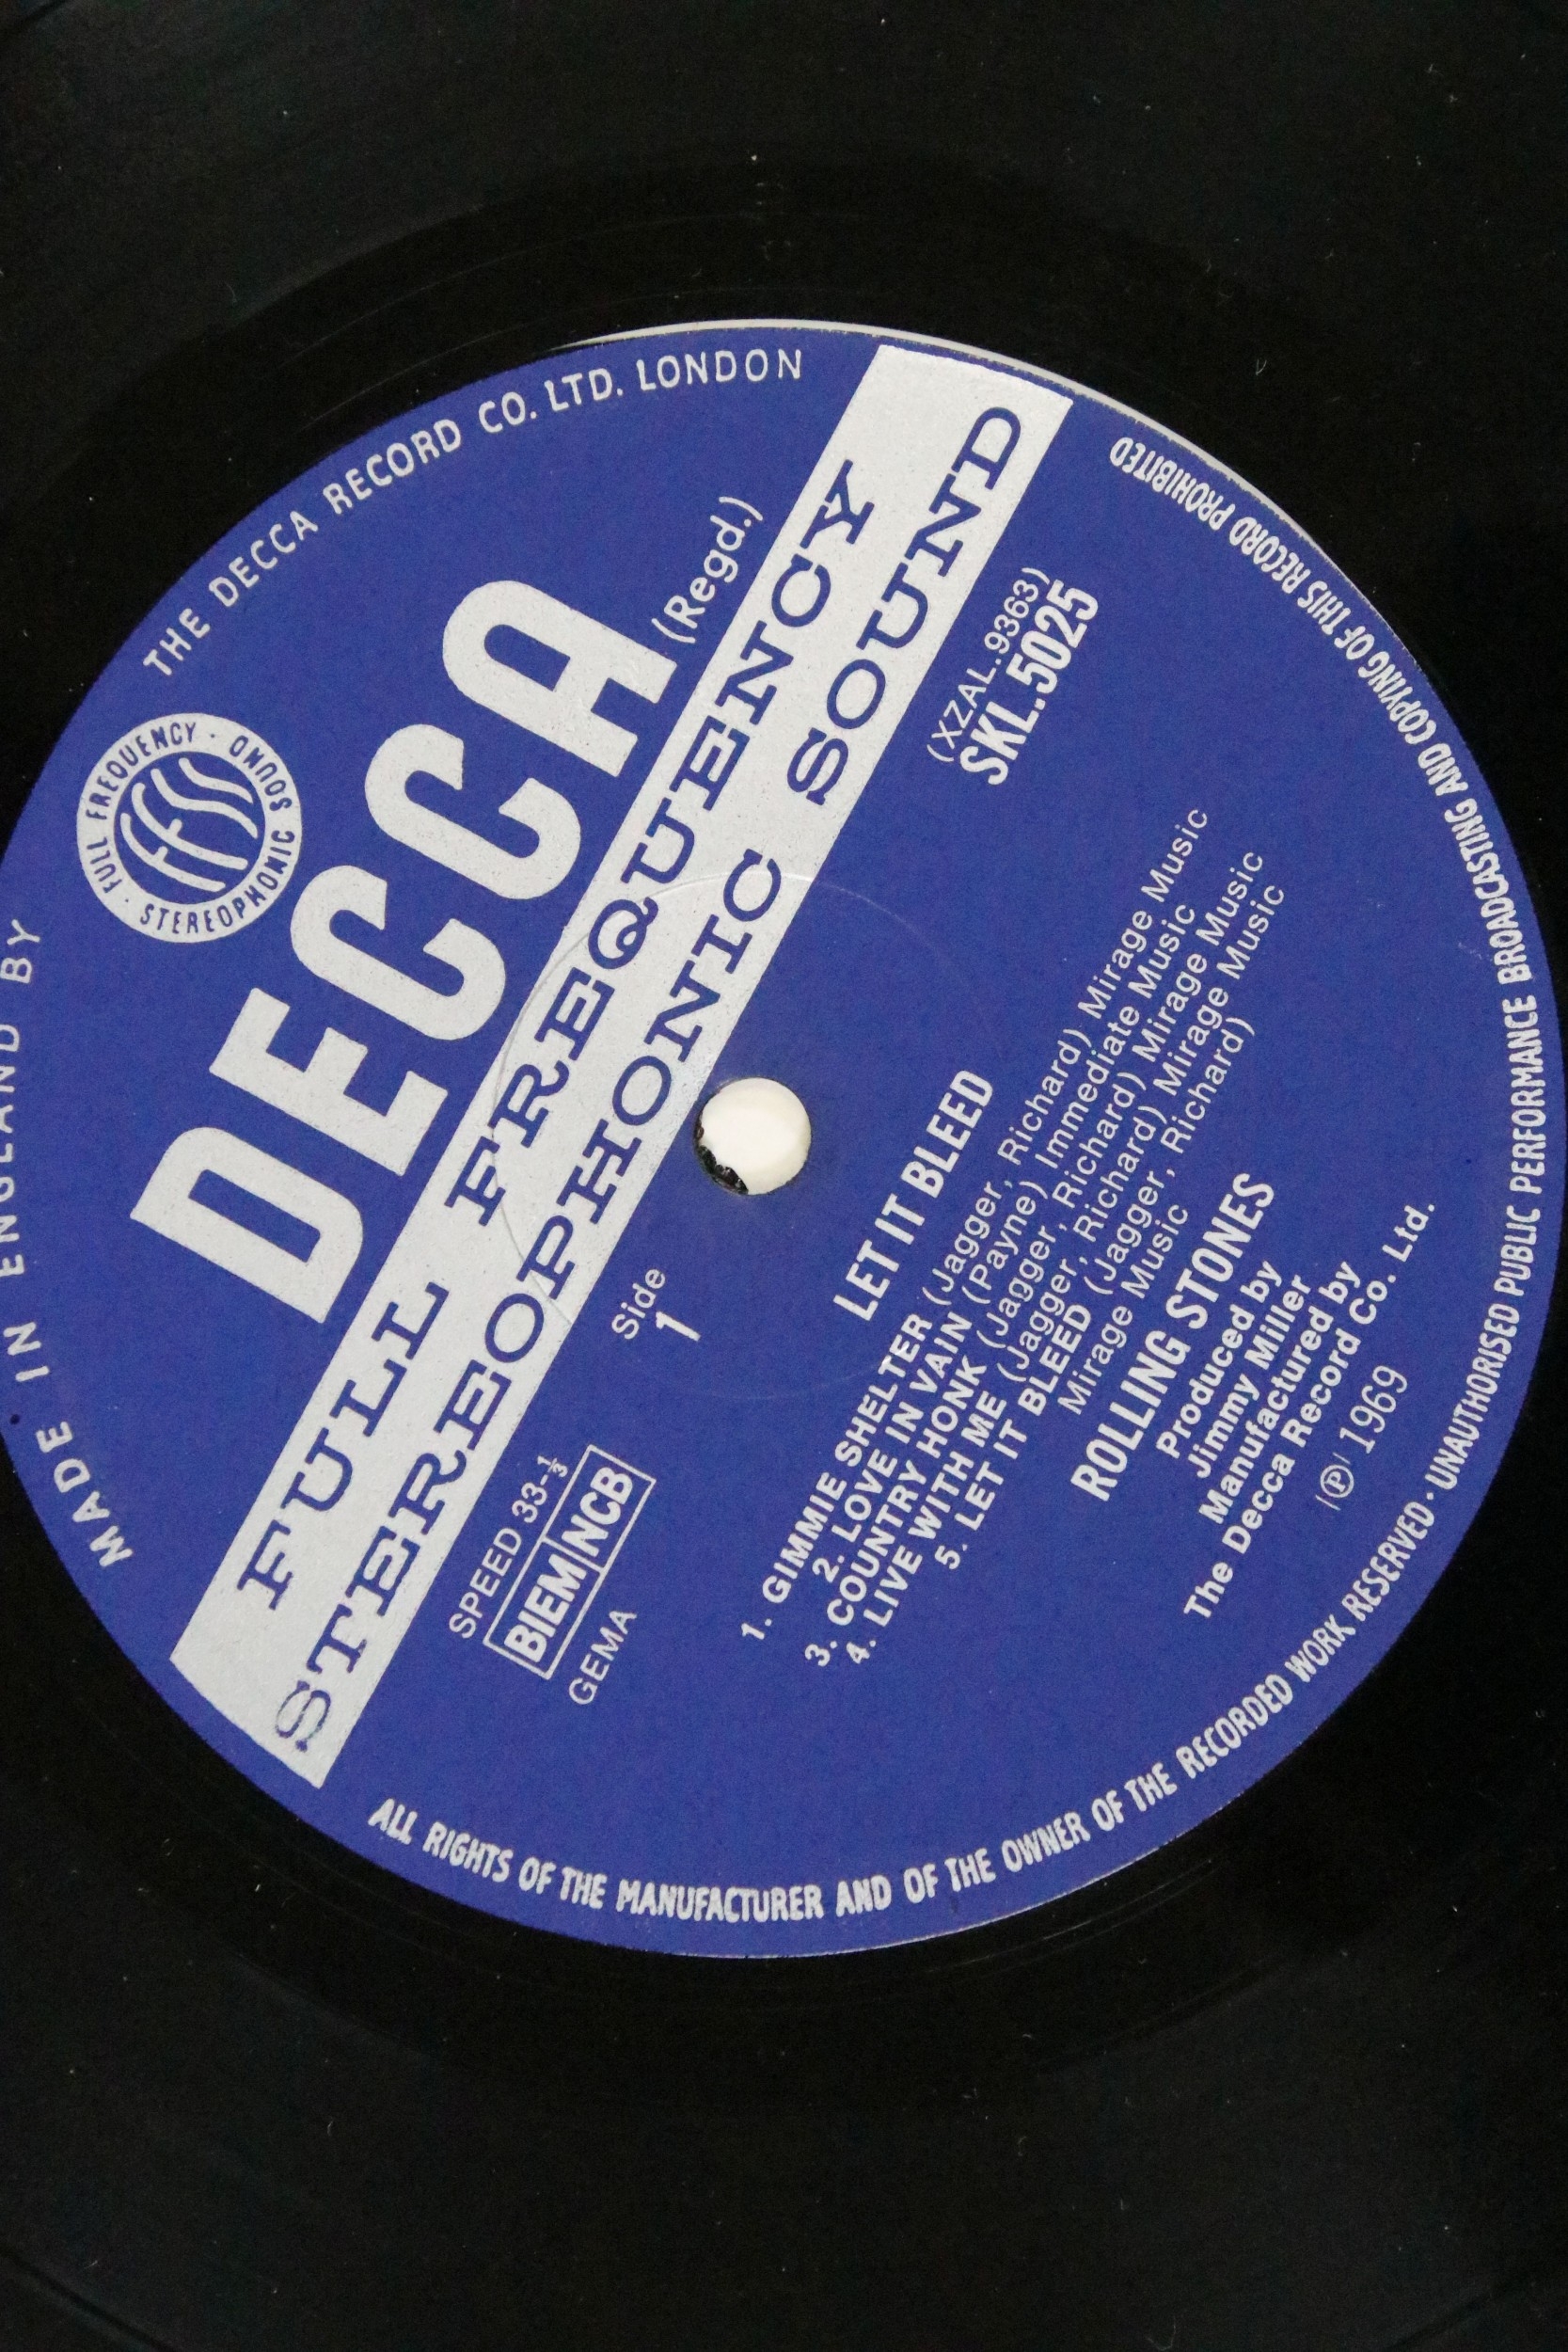 MADE IN ENGLAND BY
THE DECCA RECORD CO. LTD. LONDON
FULL FREQUENCY · STEREOPHONIC SOUND ·
ffss
DECCA
(Regd.)
FULL FREQUENCY
STEREOPHONIC SOUND
SPEED 33-1/3
BIEM NCB
GEMA
Side
1
(XZAL.9363)
SKL.5025
LET IT BLEED
1. GIMMIE SHELTER (Jagger, Richard) Mirage Music
2. LOVE IN VAIN (Payne) Immediate Music
3. COUNTRY HONK (Jagger, Richard) Mirage Music
4. LIVE WITH ME (Jagger, Richard) Mirage Music
5. LET IT BLEED (Jagger, Richard)
Mirage Music
ROLLING STONES
Produced by
Jimmy Miller
Manufactured by
The Decca Record Co. Ltd.
Ⓟ 1969
ALL RIGHTS OF THE MANUFACTURER AND OF THE OWNER OF THE RECORDED WORK RESERVED · UNAUTHORISED PUBLIC PERFORMANCE BROADCASTING AND COPYING OF THIS RECORD PROHIBITED